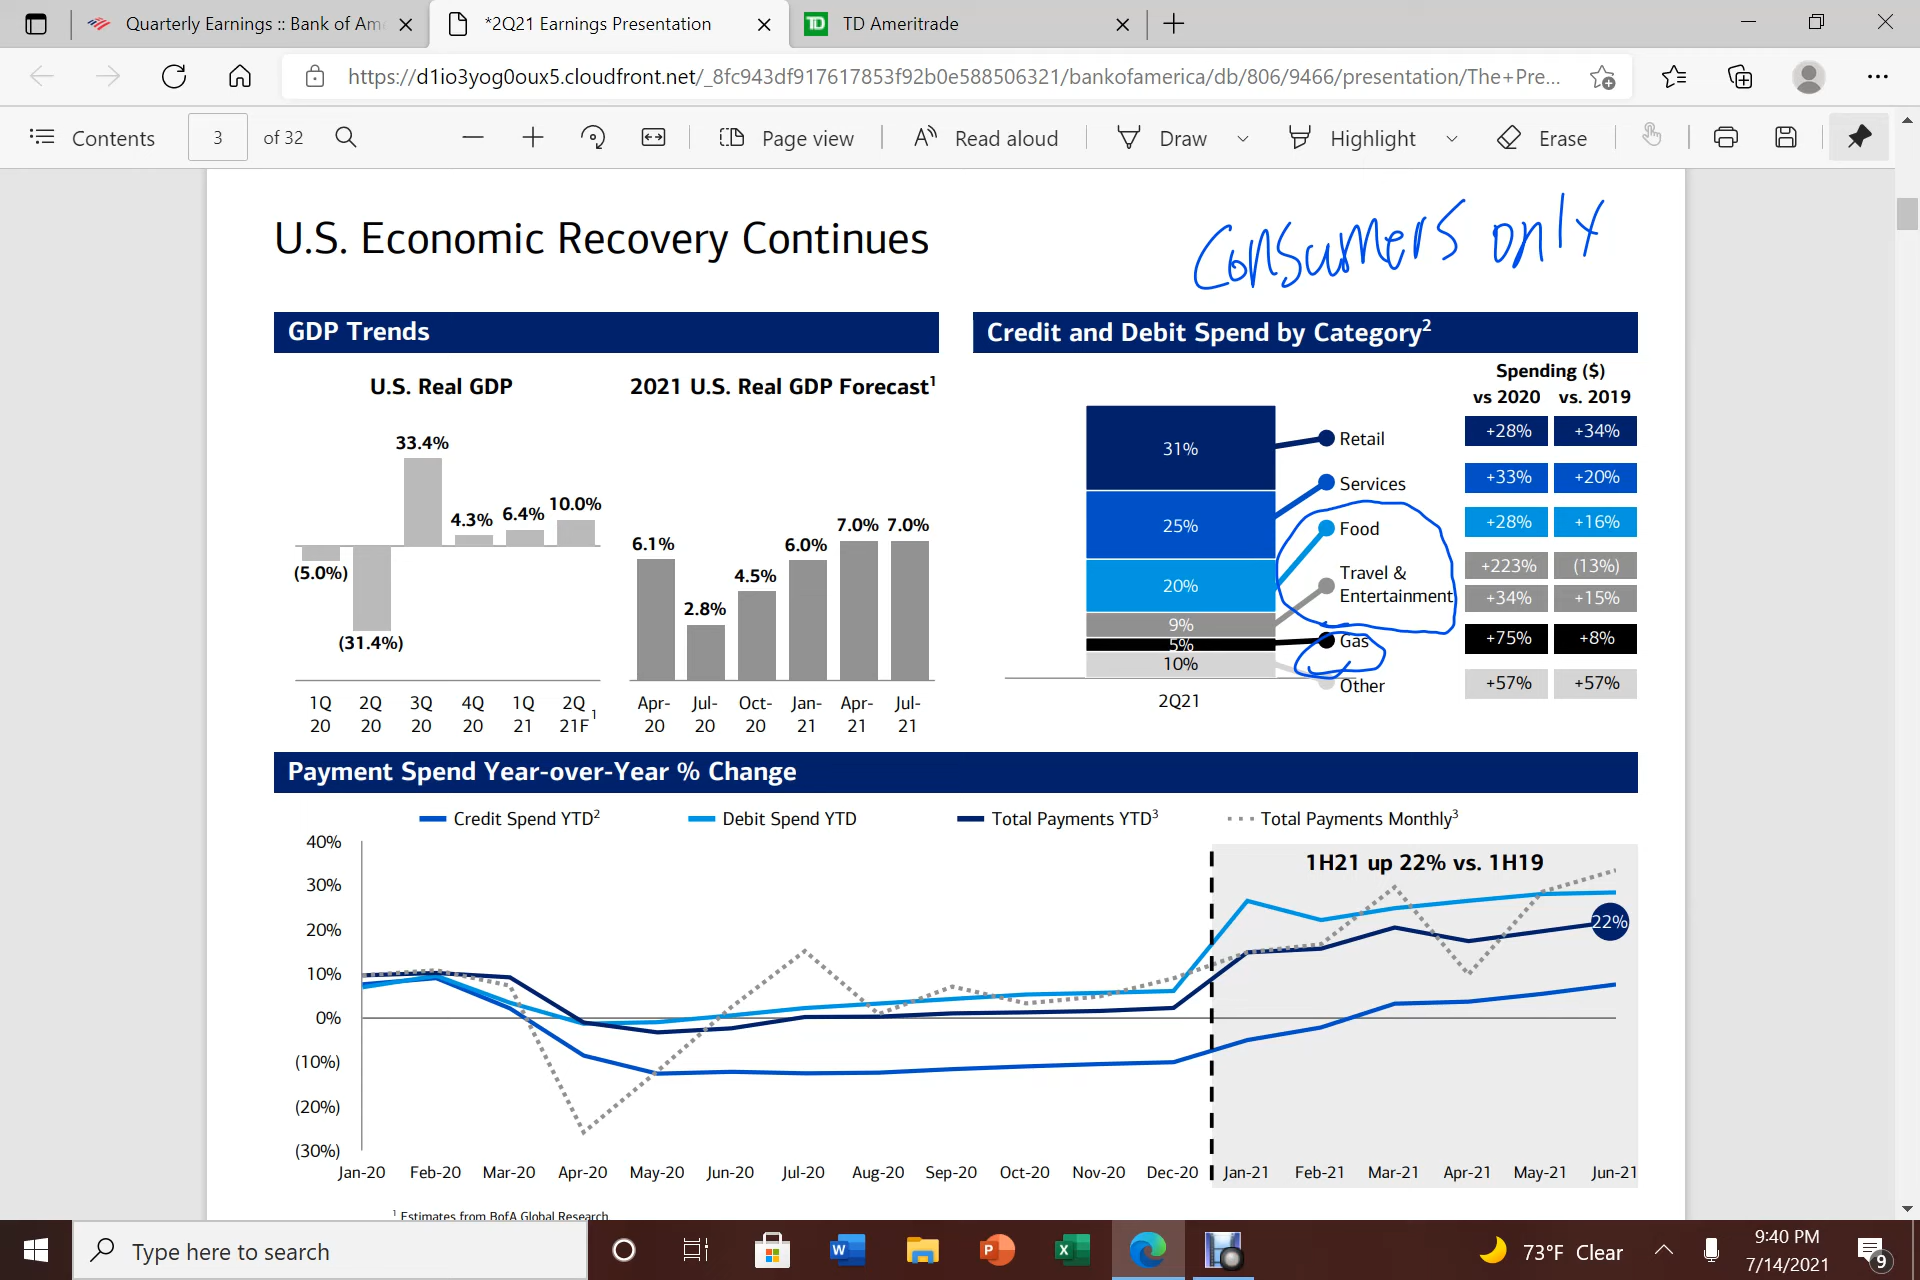 Quarterly Earnings :: Bank of Am
*2Q21 Earnings Presentation
TD Ameritrade
https://d1io3yog0oux5.cloudfront.net/_8fc943df917617853f92b0e588506321/bankofamerica/db/806/9466/presentation/The+Pre...
Contents
3 of 32
Page view
Read aloud
Draw
Highlight
Erase
U.S. Economic Recovery Continues
Consumers only
GDP Trends
U.S. Real GDP
33.4%
4.3% 6.4% 10.0%
(5.0%)
(31.4%)
1Q 2Q 3Q 4Q 1Q 2Q
20 20 20 20 21 21F1
2021 U.S. Real GDP Forecast1
6.1% 2.8% 4.5% 6.0% 7.0% 7.0%
Apr- Jul- Oct- Jan- Apr- Jul-
20 20 20 21 21 21
Credit and Debit Spend by Category2
Spending ($)
vs 2020 vs. 2019
31% Retail +28% +34%
25% Services +33% +20%
20% Food +28% +16%
9% Travel & +223% (13%)
Entertainment +34% +15%
5% Gas +75% +8%
10% Other +57% +57%
2Q21
Payment Spend Year-over-Year % Change
Credit Spend YTD2 Debit Spend YTD Total Payments YTD3 Total Payments Monthly3
1H21 up 22% vs. 1H19
22%
40%
30%
20%
10%
0%
(10%)
(20%)
(30%)
Jan-20 Feb-20 Mar-20 Apr-20 May-20 Jun-20 Jul-20 Aug-20 Sep-20 Oct-20 Nov-20 Dec-20 Jan-21 Feb-21 Mar-21 Apr-21 May-21 Jun-21
1 Estimates from BofA Global Research
Type here to search
73°F Clear
9:40 PM
7/14/2021
9